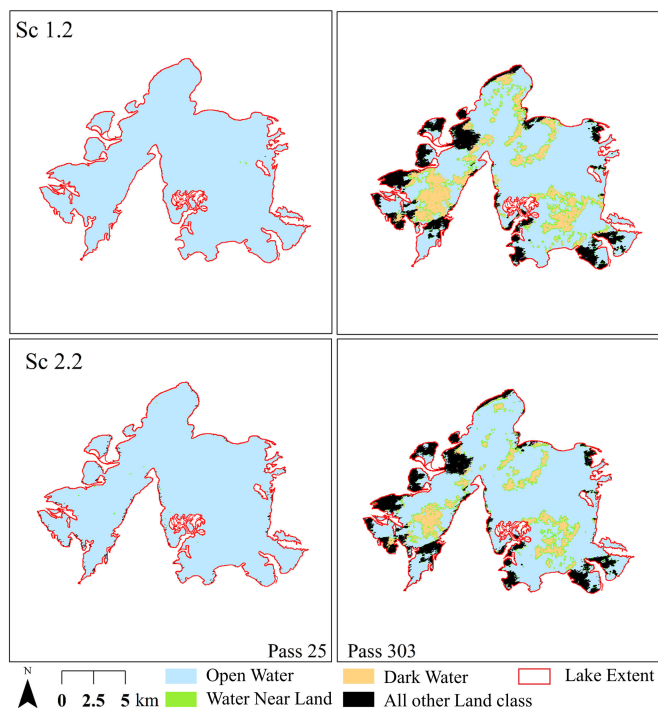 Sc 1.2
Sc 2.2
Pass 25
Pass 303
N
0 2.5 5 km
Open Water
Dark Water
Lake Extent
Water Near Land
All other Land class